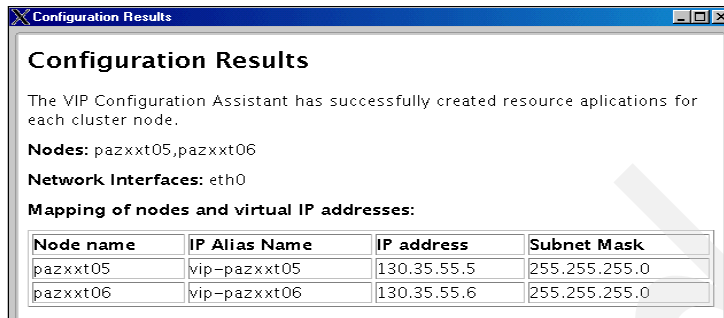 Configuration Results
Configuration Results
The VIP Configuration Assistant has successfully created resource aplications for
each cluster node.
Nodes: pazxxt05,pazxxt06
Network Interfaces: eth0
Mapping of nodes and virtual IP addresses:
Node name IP Alias Name IP address Subnet Mask
pazxxt05 vip-pazxxt05 130.35.55.5 255.255.255.0
pazxxt06 vip-pazxxt06 130.35.55.6 255.255.255.0